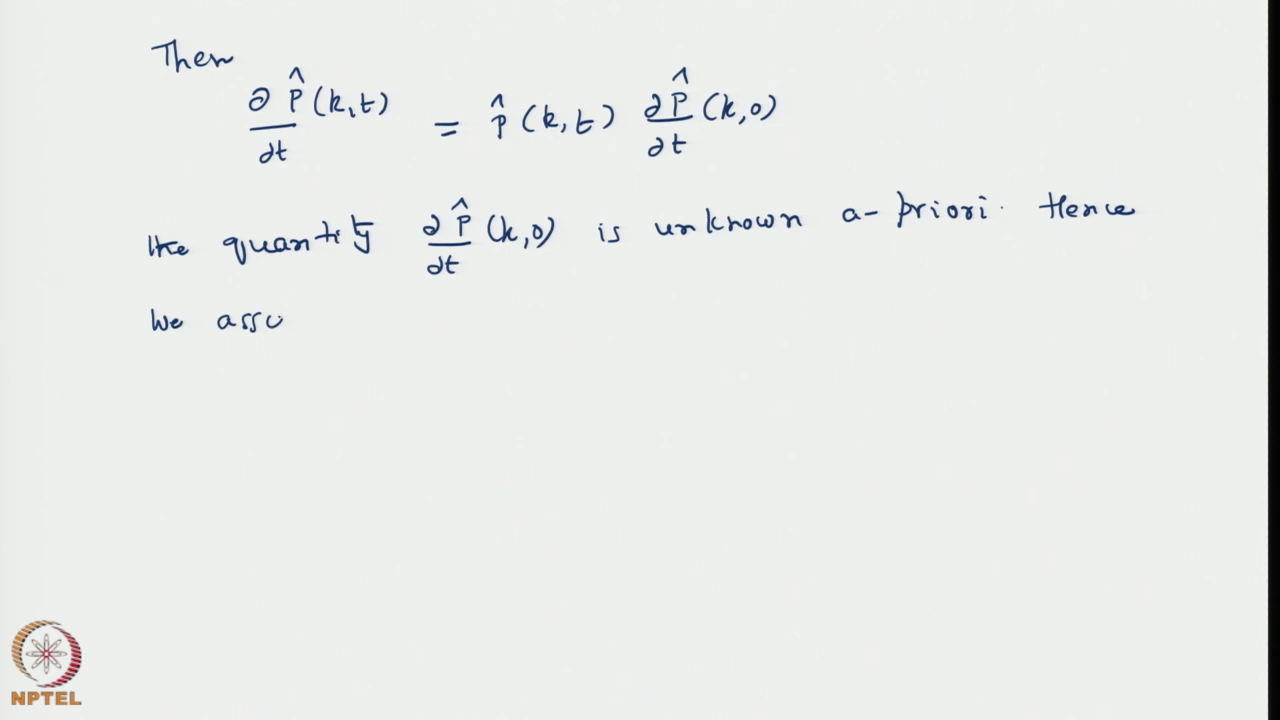 Then
∂P̂(k,t)/∂t = P̂(k,t) ∂P̂/∂t (k,0)
the quantity ∂P̂/∂t (k,0) is unknown a-priori. Hence
We assu
NPTEL